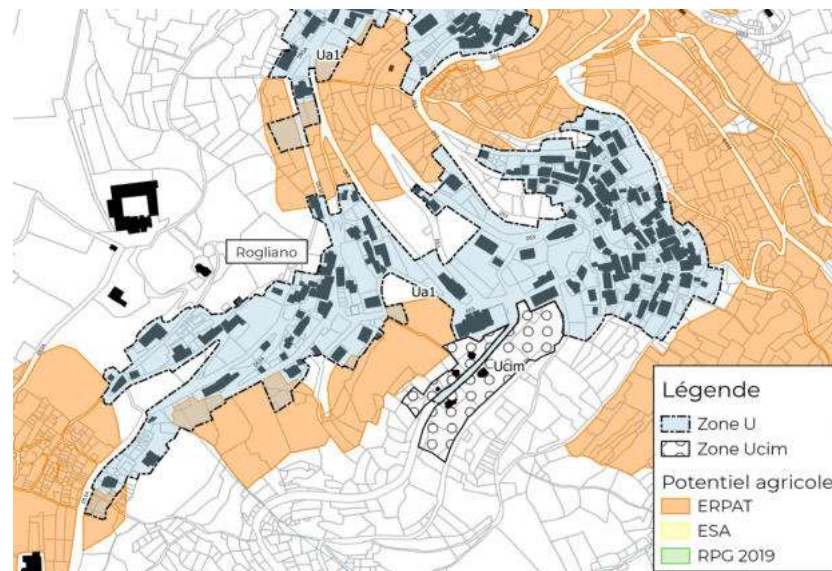 Ua1
Rogliano
Ua1
Ucim
Légende
Zone U
Zone Ucim
Potentiel agricole
ERPAT
ESA
RPG 2019